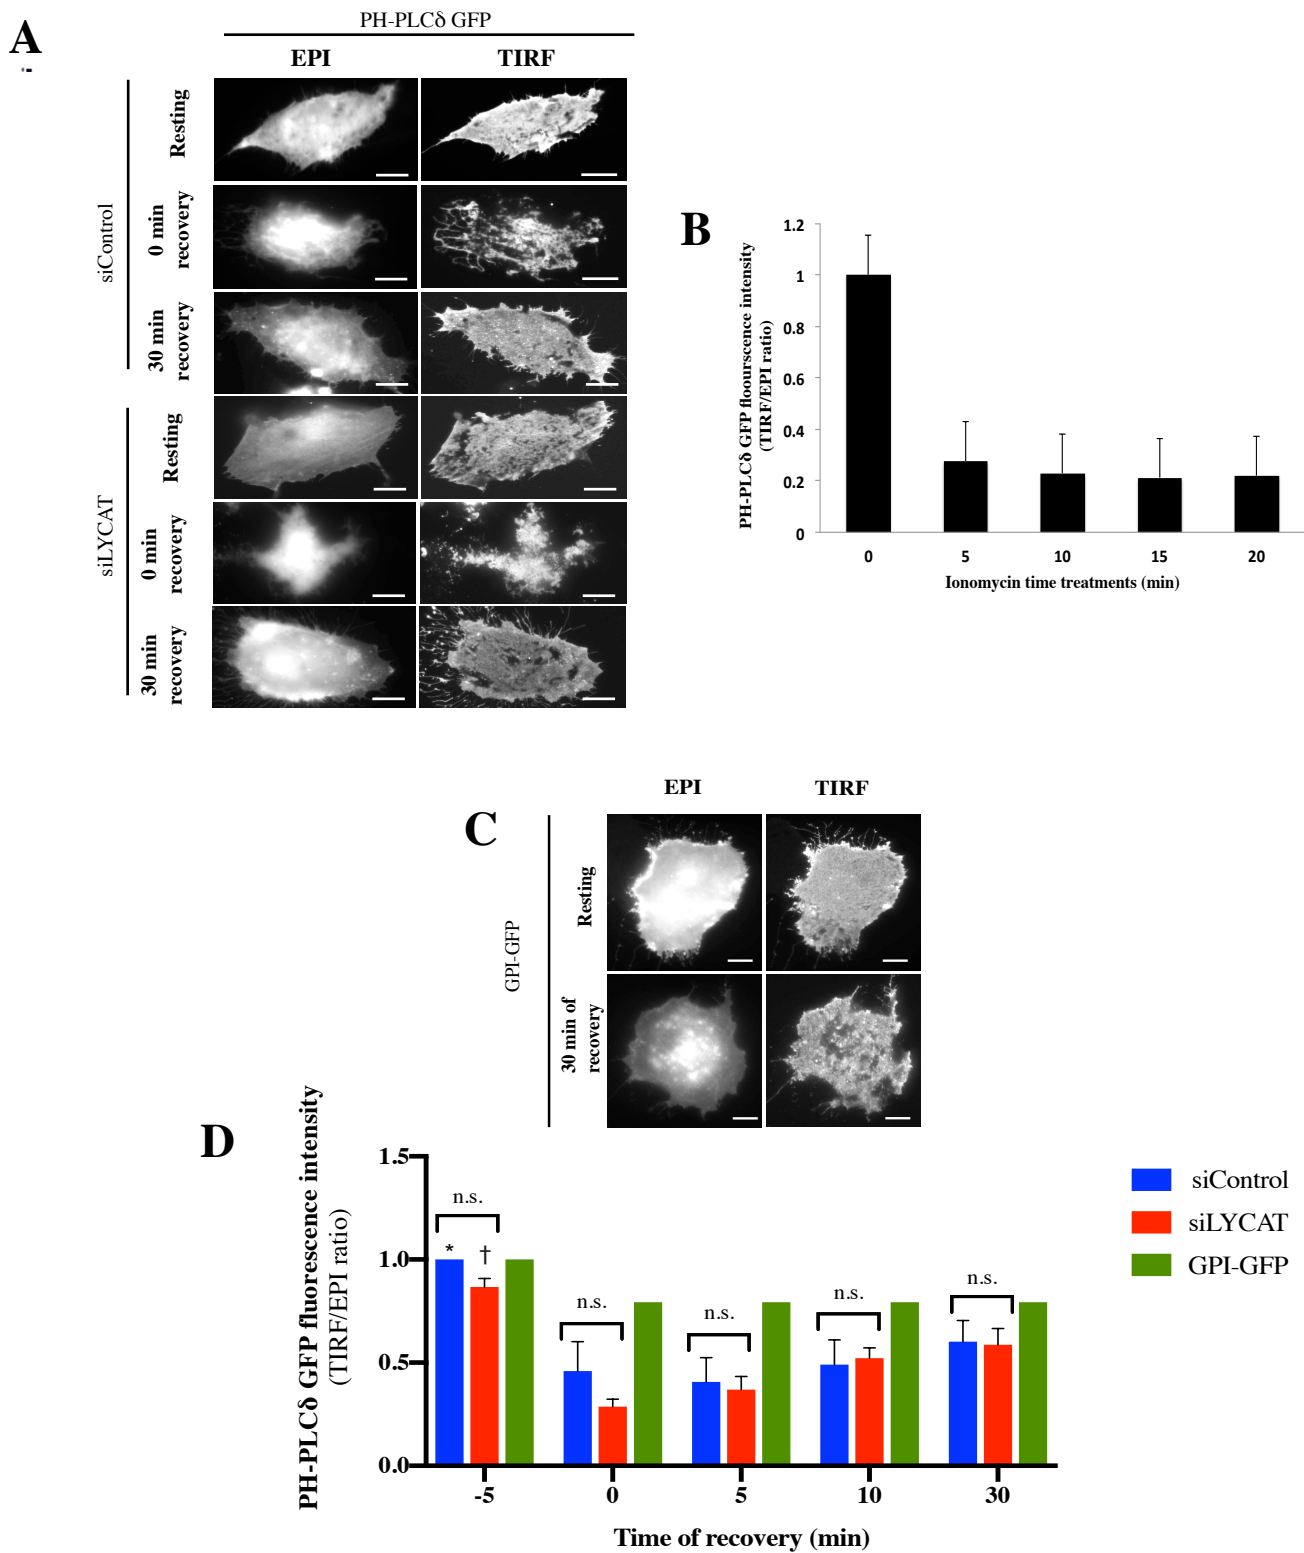 A
PH-PLCδ GFP
EPI
TIRF
siControl
Resting
0 min
recovery
30 min
recovery
siLYCAT
Resting
0 min
recovery
30 min
recovery
B
PH-PLCδ GFP floourscence intensity
(TIRF/EPI ratio)
1.2
1
0.8
0.6
0.4
0.2
0
0
5
10
15
20
Ionomycin time treatments (min)
C
EPI
TIRF
GPI-GFP
Resting
30 min of
recovery
D
PH-PLCδ GFP fluorescence intensity
(TIRF/EPI ratio)
1.5
1.0
0.5
0.0
n.s.
*
†
n.s.
n.s.
n.s.
n.s.
-5
0
5
10
30
Time of recovery (min)
siControl
siLYCAT
GPI-GFP